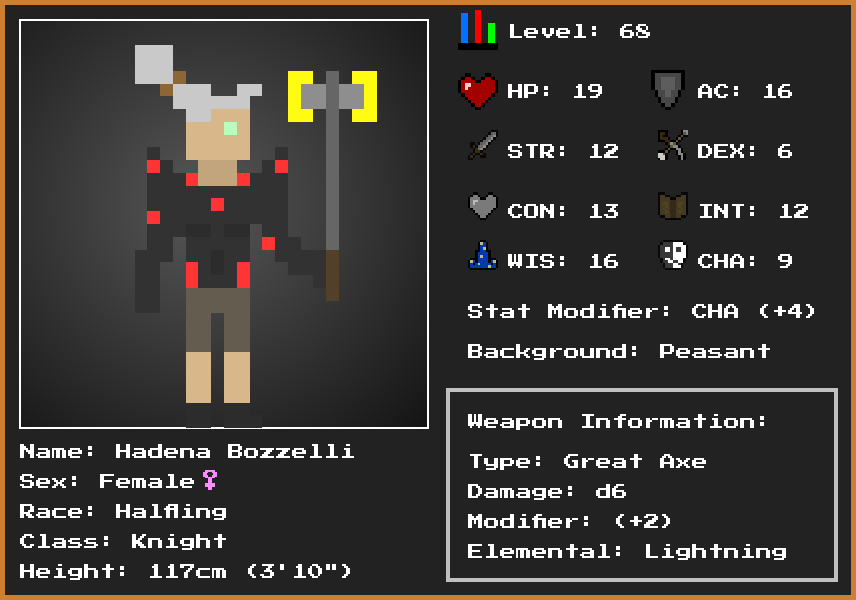 Level: 68
HP: 19
AC: 16
STR: 12
DEX: 6
CON: 13
INT: 12
WIS: 16
CHA: 9
Stat Modifier: CHA (+4)
Background: Peasant
Weapon Information:
Type: Great Axe
Damage: d6
Modifier: (+2)
Elemental: Lightning
Name: Hadena Bozzelli
Sex: Female♀
Race: Halfling
Class: Knight
Height: 117cm (3'10")